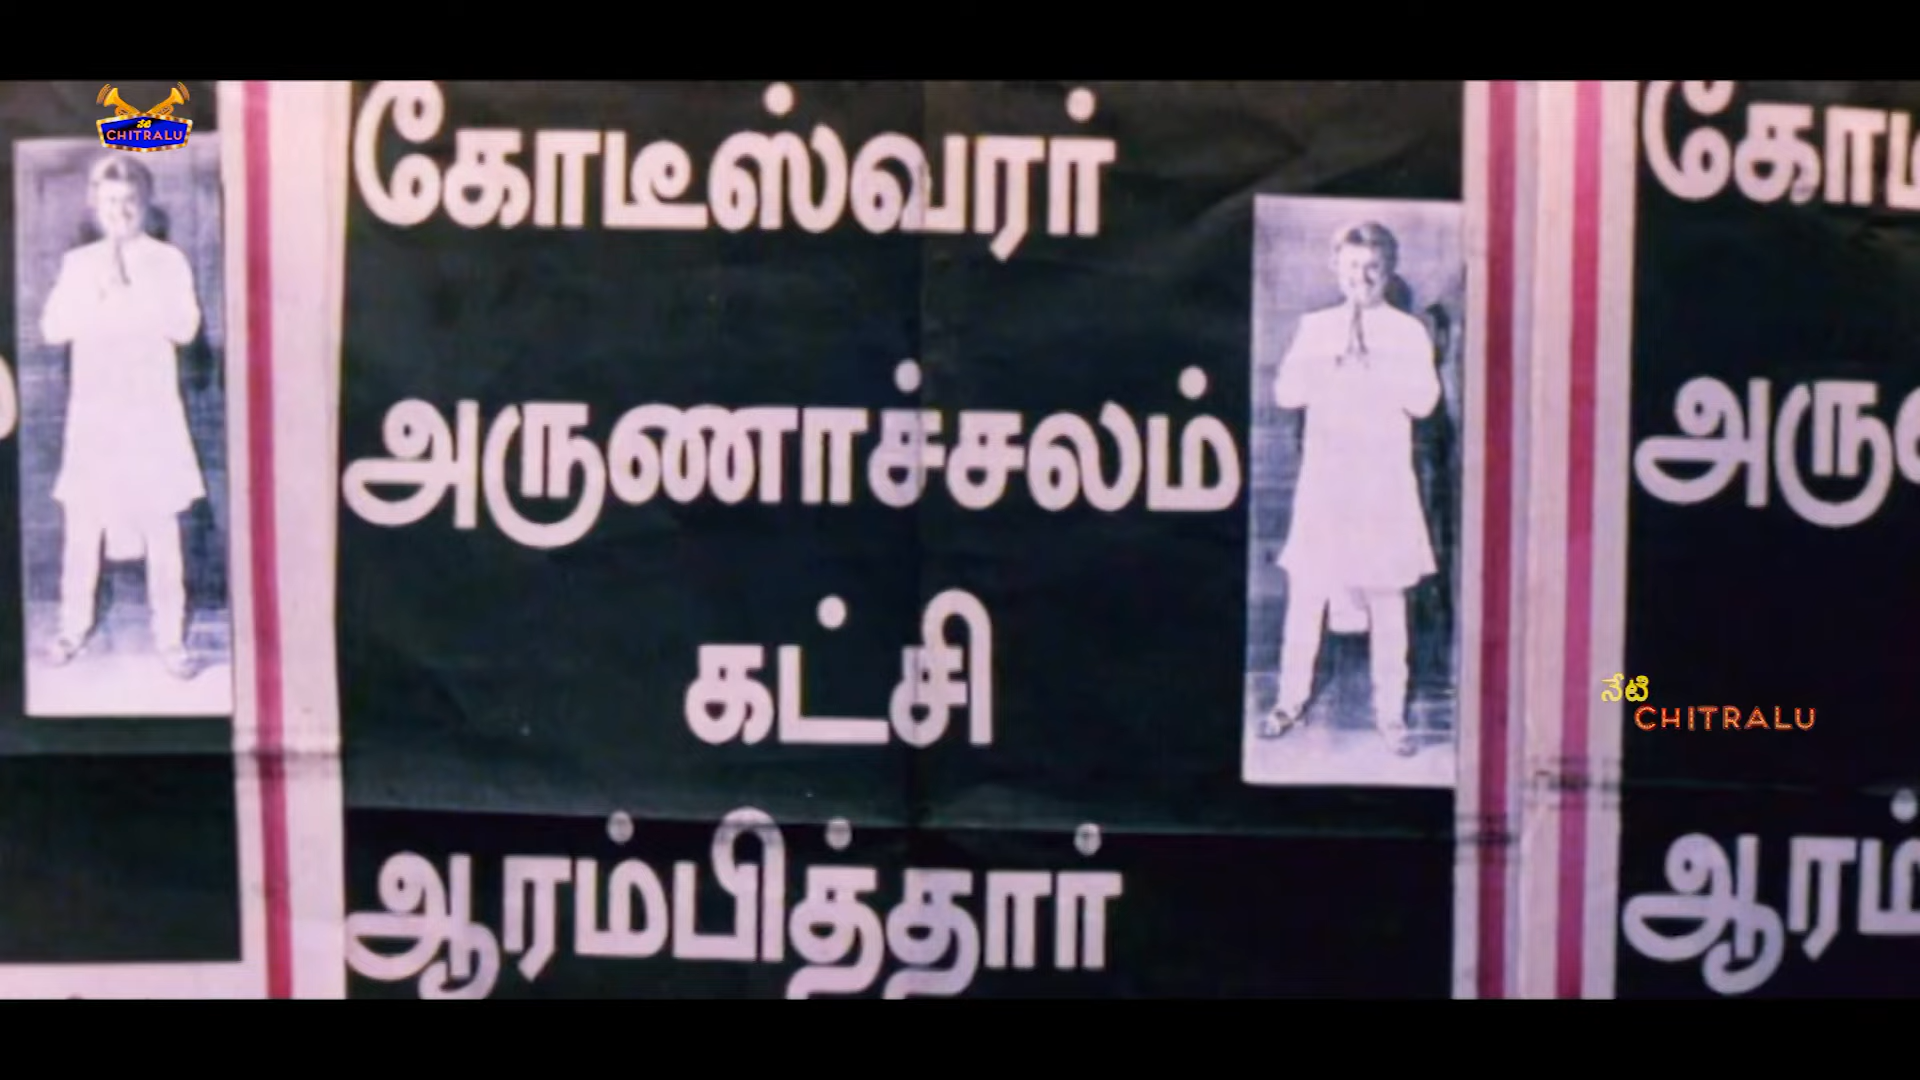 నేటి
CHITRALU
கோடீஸ்வரர்
அருணாச்சலம்
கட்சி
ஆரம்பித்தார்
நேடி
CHITRALU